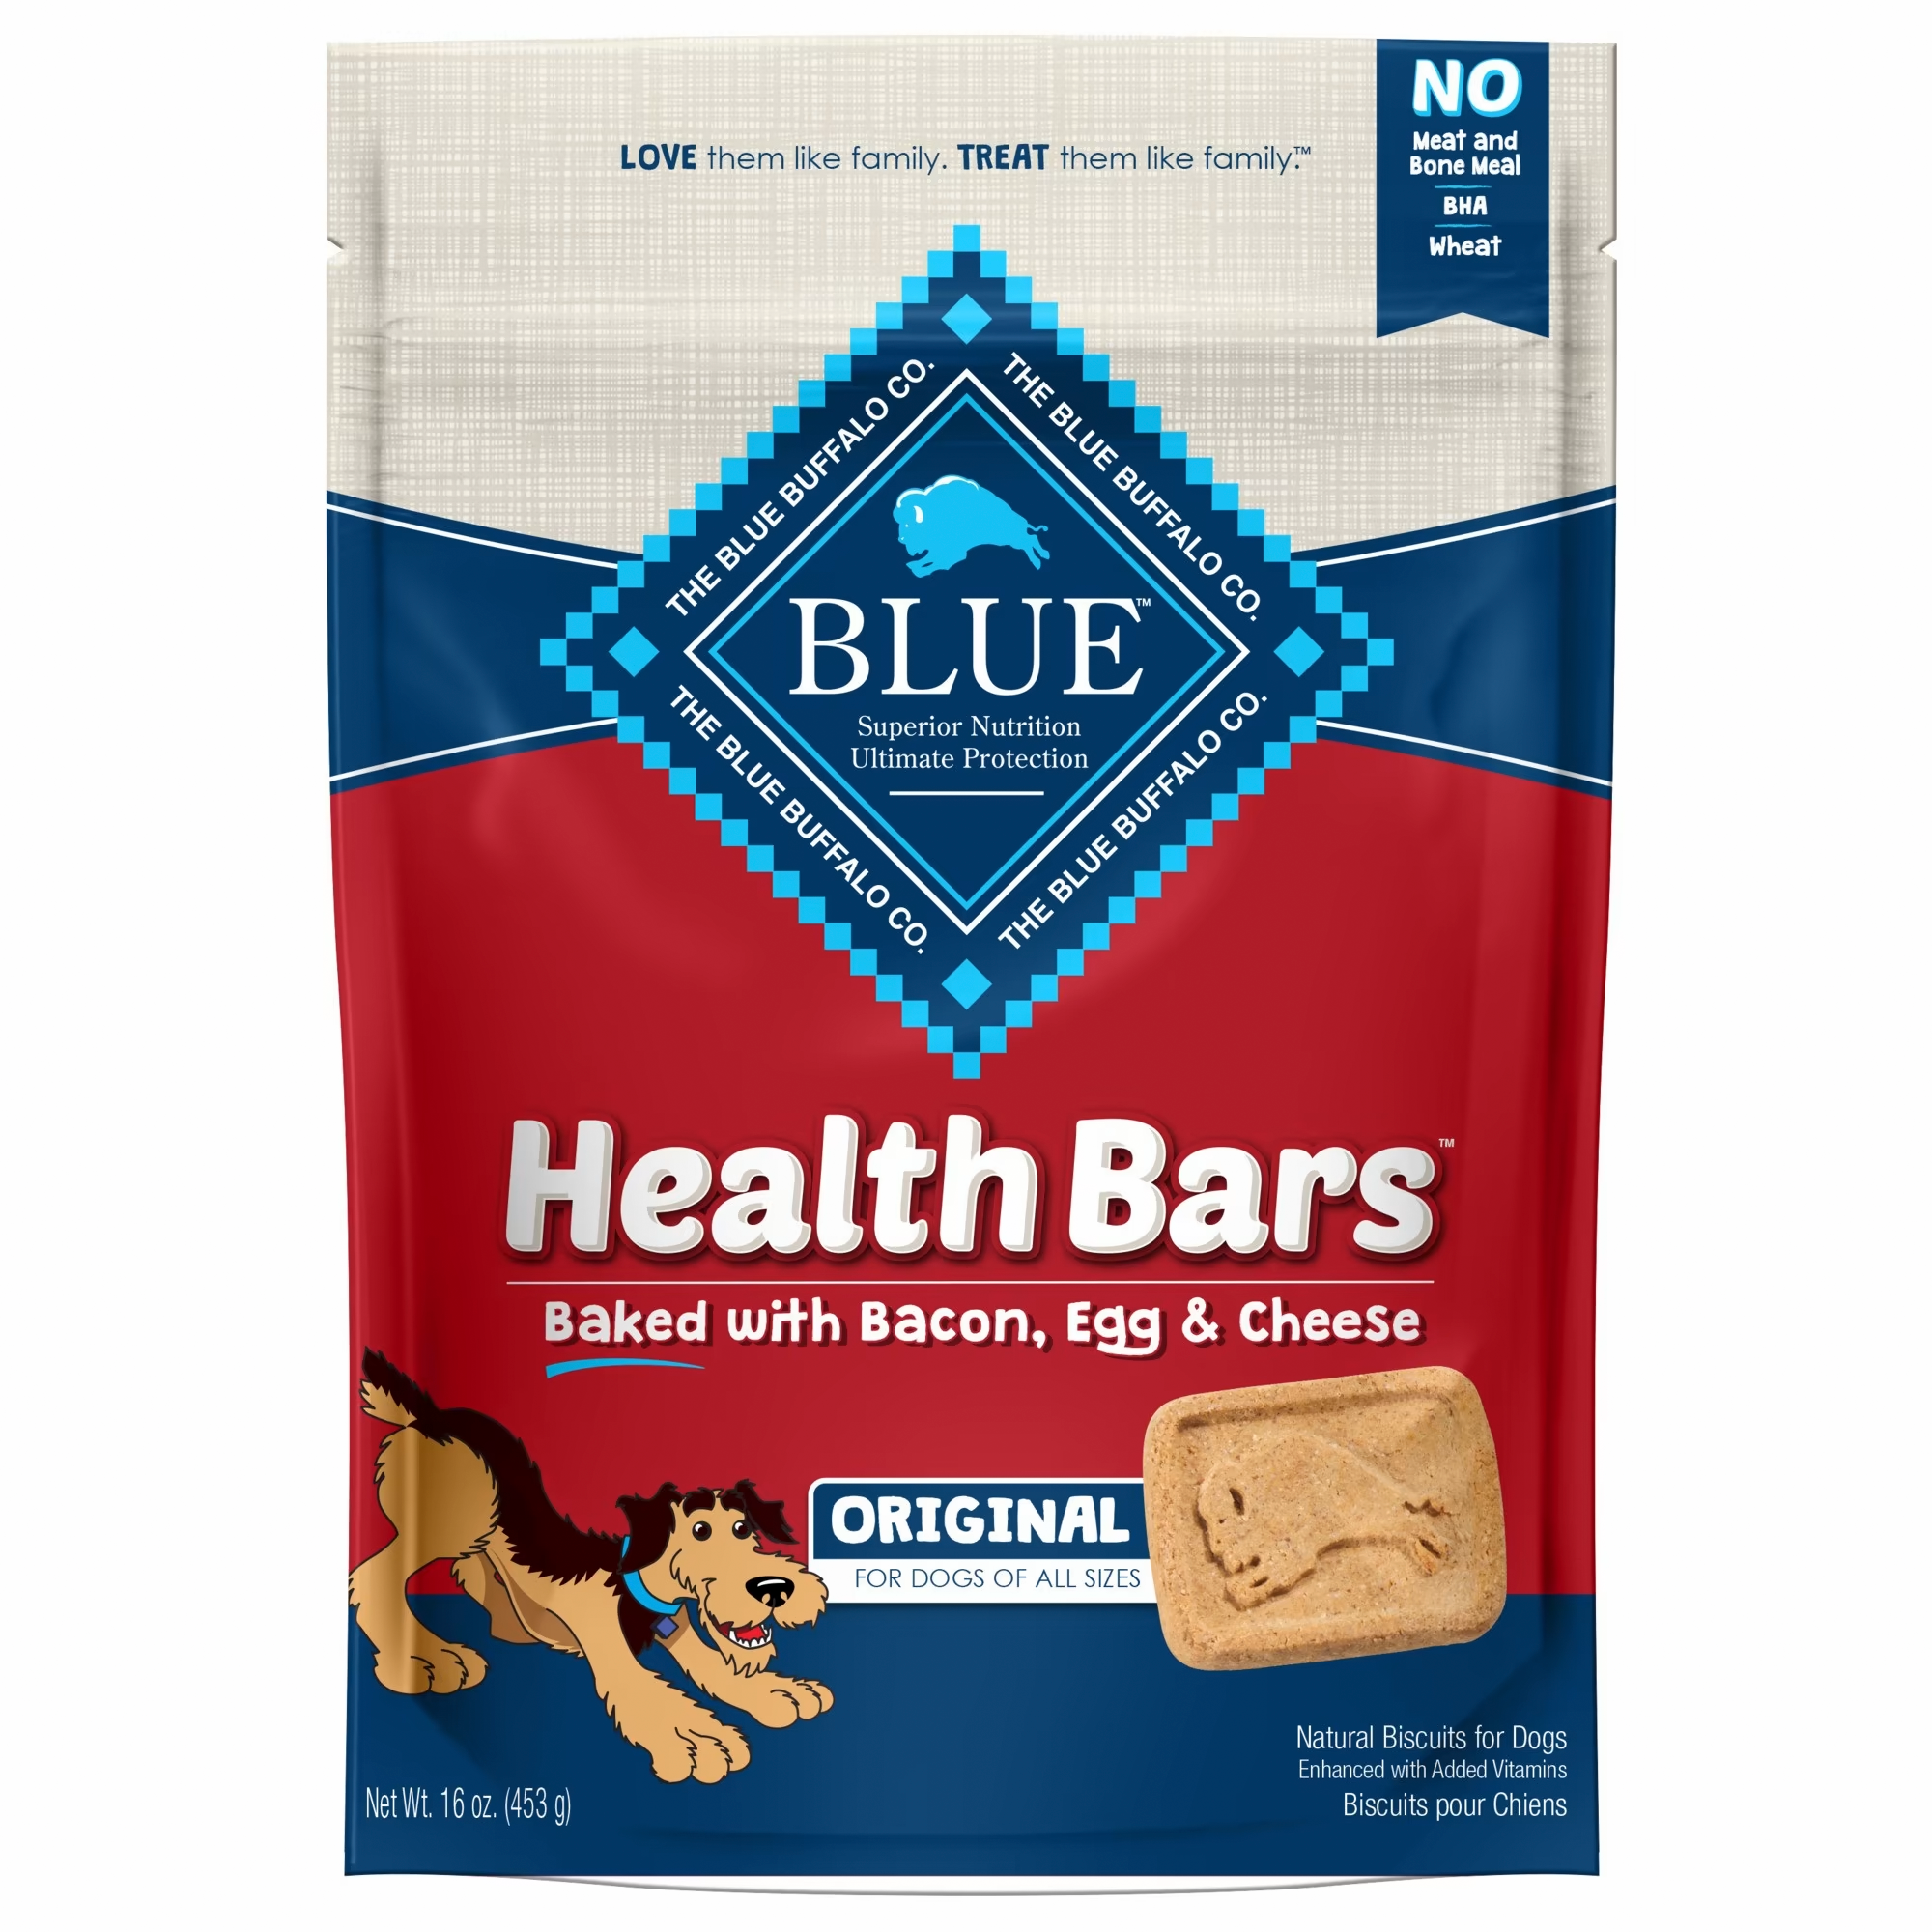 NO
Meat and
Bone Meal
BHA
Wheat
LOVE them like family. TREAT them like family.™
THE BLUE BUFFALO CO.
THE BLUE BUFFALO CO.
BLUE™
Superior Nutrition
Ultimate Protection
THE BLUE BUFFALO CO.
THE BLUE BUFFALO CO.
Health Bars™
Baked with Bacon, Egg & Cheese
ORIGINAL
FOR DOGS OF ALL SIZES
Natural Biscuits for Dogs
Enhanced with Added Vitamins
Biscuits pour Chiens
Net Wt. 16 oz. (453 g)